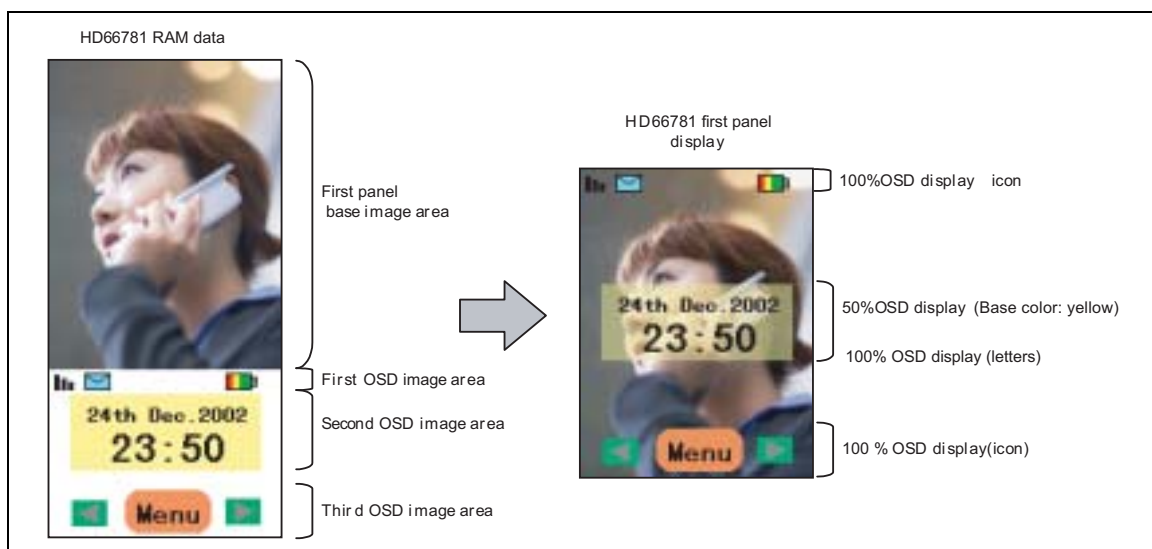 HD66781 RAM data
First panel
base image area
First OSD image area
24th Dec.2002
23:50
Second OSD image area
Menu
Third OSD image area
HD66781 first panel
display
100%OSD display icon
24th Dec.2002
23:50
50%OSD display (Base color: yellow)
100% OSD display (letters)
Menu
100 % OSD display(icon)